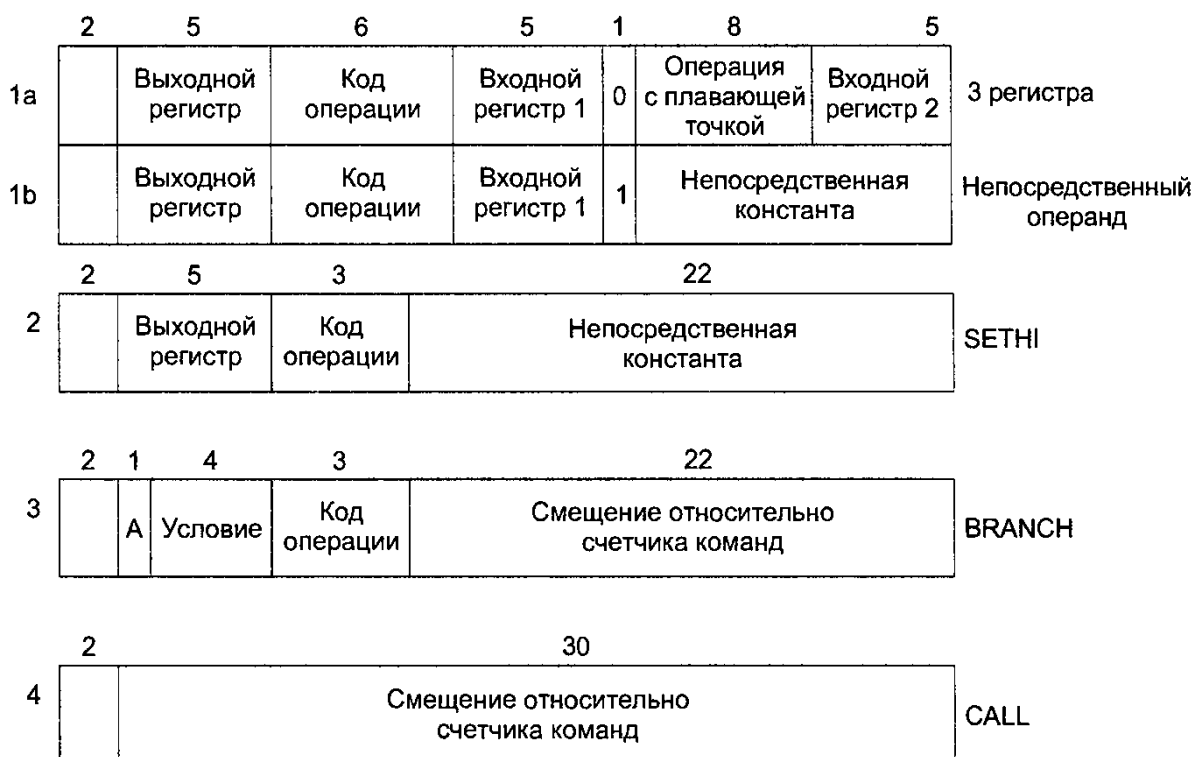 2 5 6 5 1 8 5
1a
Выходной регистр
Код операции
Входной регистр 1
0
Операция с плавающей точкой
Входной регистр 2
3 регистра
1b
Выходной регистр
Код операции
Входной регистр 1
1
Непосредственная константа
Непосредственный операнд
2 5 3 22
2
Выходной регистр
Код операции
Непосредственная константа
SETHI
2 1 4 3 22
3
A
Условие
Код операции
Смещение относительно счетчика команд
BRANCH
2 30
4
Смещение относительно счетчика команд
CALL